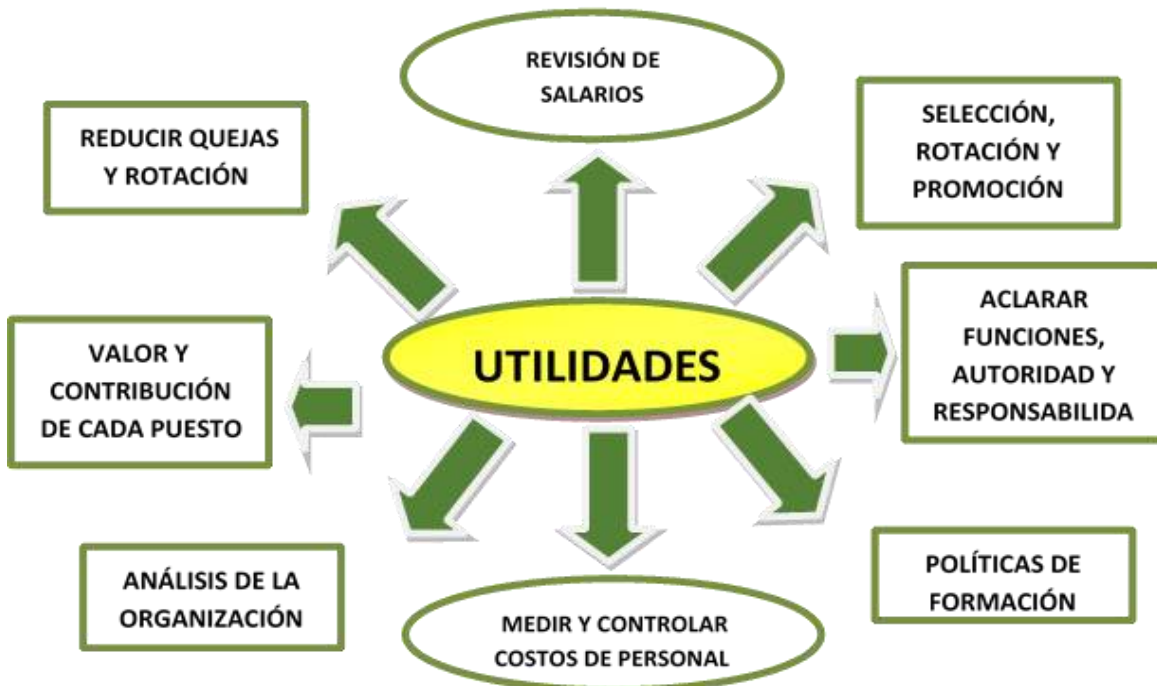 REVISIÓN DE
SALARIOS
SELECCIÓN,
ROTACIÓN Y
PROMOCIÓN
REDUCIR QUEJAS
Y ROTACIÓN
ACLARAR
FUNCIONES,
AUTORIDAD Y
RESPONSABILIDA
VALOR Y
CONTRIBUCIÓN
DE CADA PUESTO
UTILIDADES
POLÍTICAS DE
FORMACIÓN
ANÁLISIS DE LA
ORGANIZACIÓN
MEDIR Y CONTROLAR
COSTOS DE PERSONAL